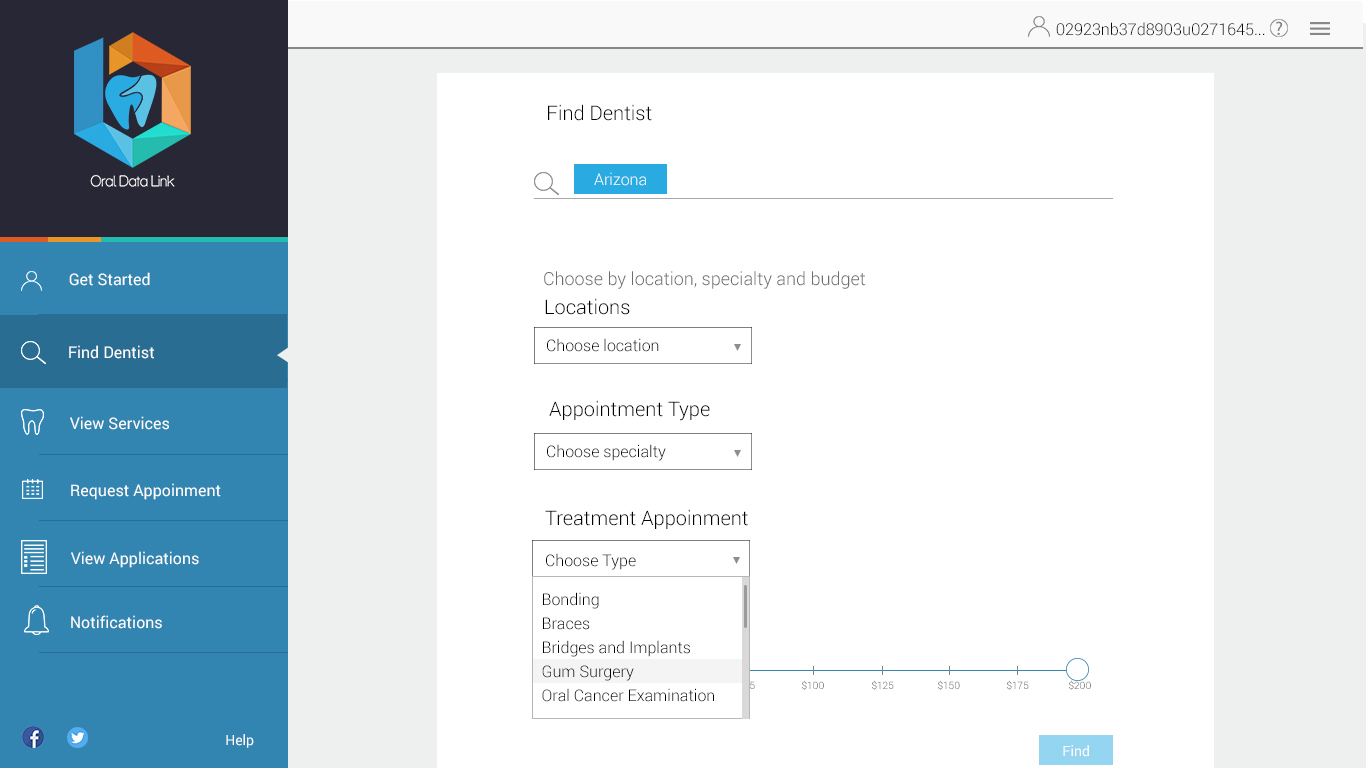 Oral Data Link
Get Started
Find Dentist
View Services
Request Appoinment
View Applications
Notifications
Help
02923nb37d8903u0271645... ?
Find Dentist
Arizona
Choose by location, specialty and budget
Locations
Choose location
Appointment Type
Choose specialty
Treatment Appoinment
Choose Type
Bonding
Braces
Bridges and Implants
Gum Surgery
Oral Cancer Examination
5 $100 $125 $150 $175 $200
Find